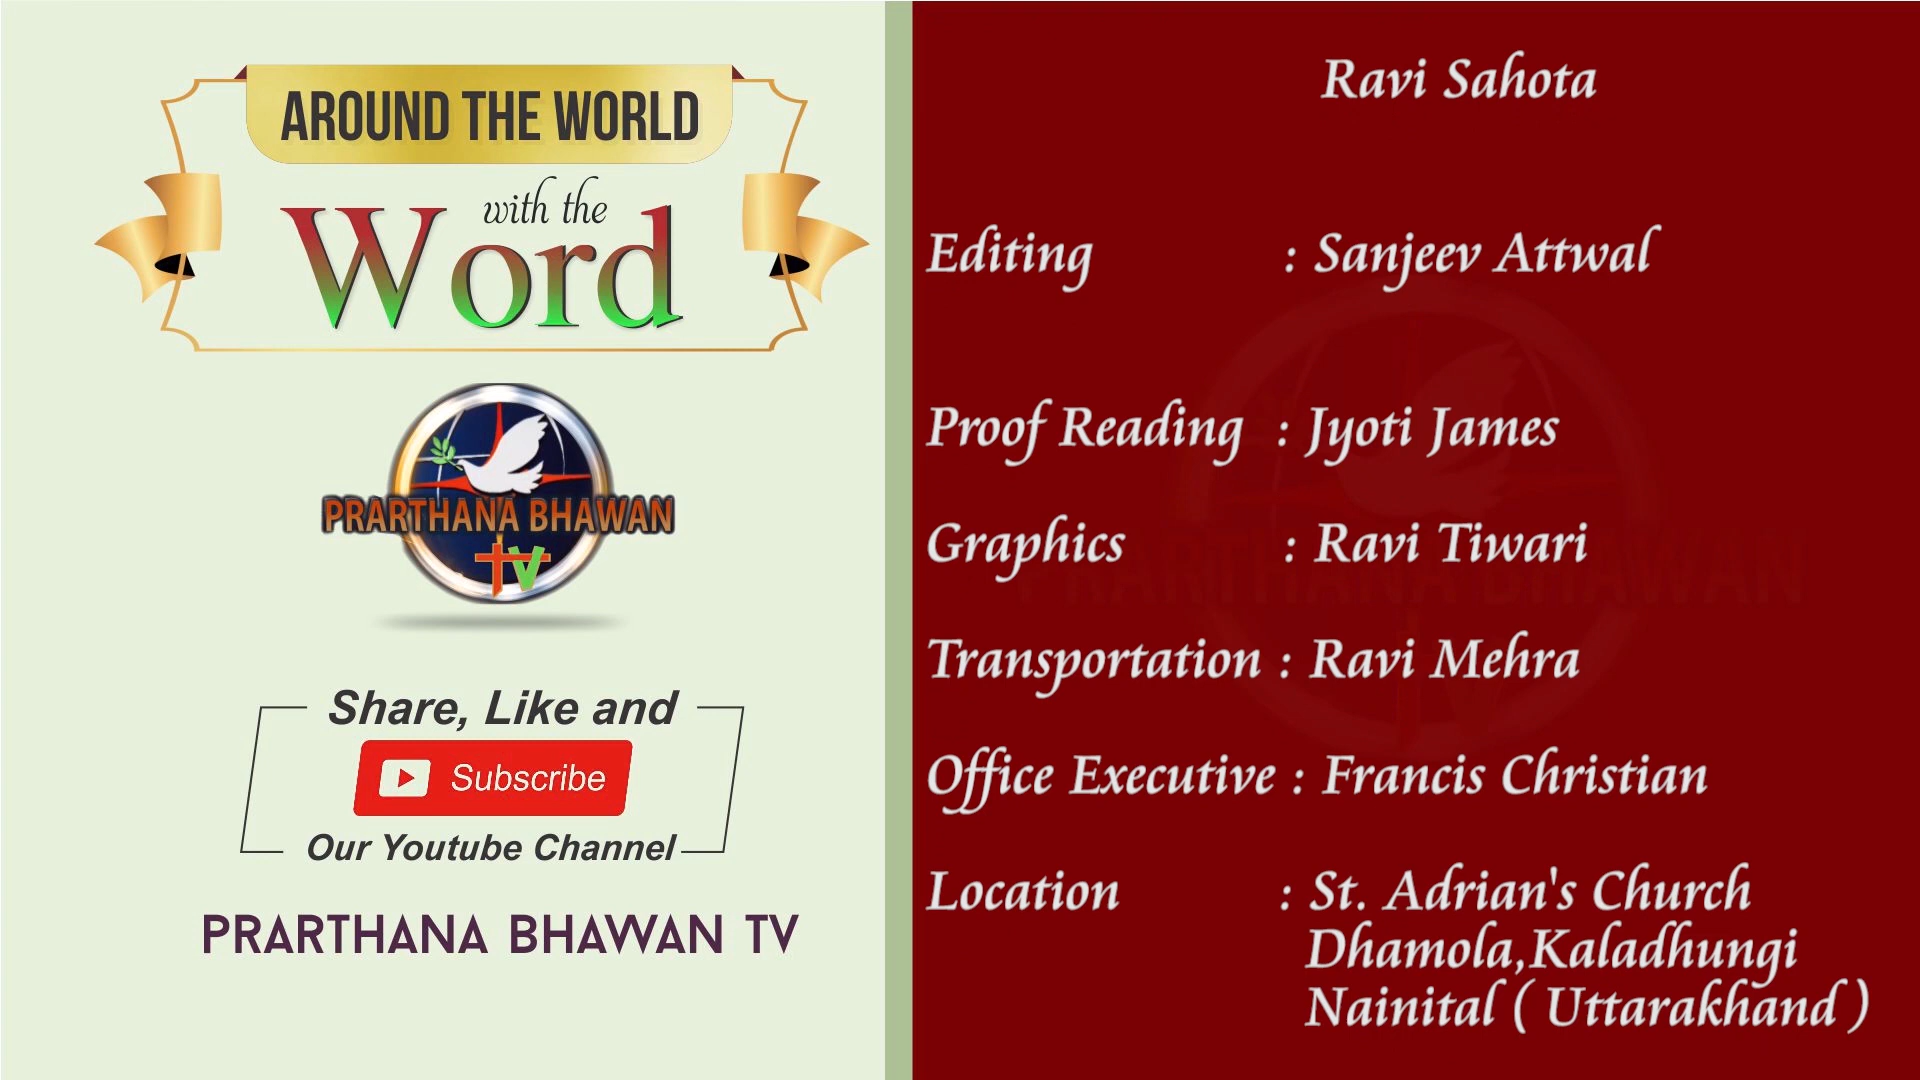 AROUND THE WORLD
with the
Word
PRARTHANA BHAWAN
TV
Share, Like and
Subscribe
Our Youtube Channel
PRARTHANA BHAWAN TV
Ravi Sahota
Editing : Sanjeev Attwal
Proof Reading : Jyoti James
Graphics : Ravi Tiwari
Transportation : Ravi Mehra
Office Executive : Francis Christian
Location : St. Adrian's Church
Dhamola,Kaladhungi
Nainital ( Uttarakhand )
PRARTHANA BHAWAN